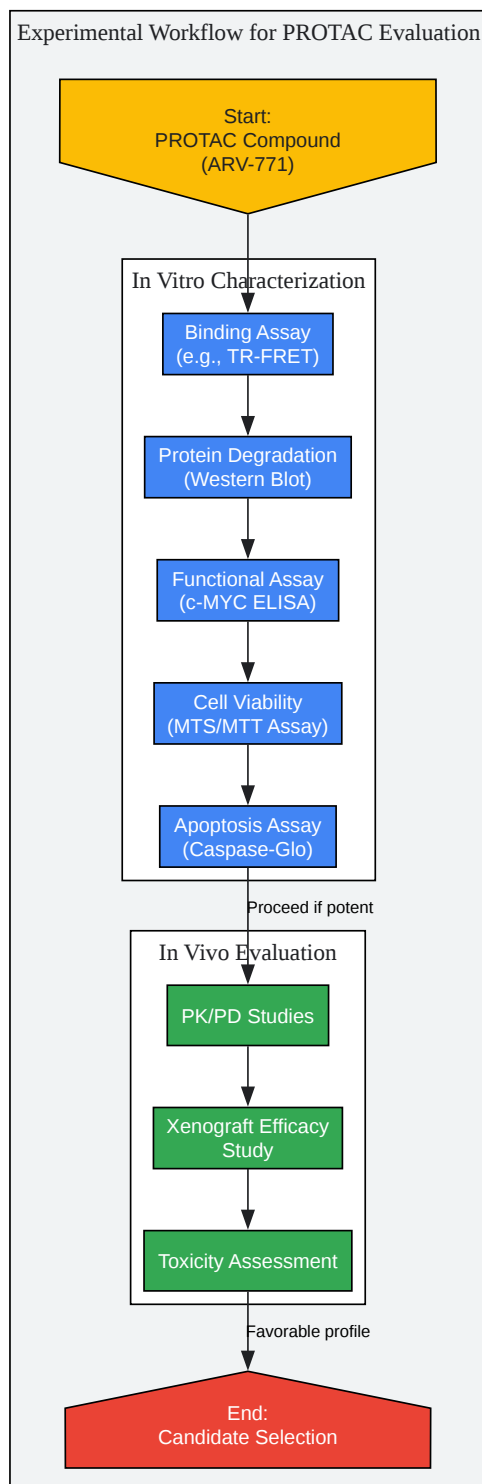 Experimental Workflow for PROTAC Evaluation
Start:
PROTAC Compound
(ARV-771)
In Vitro Characterization
Binding Assay
(e.g., TR-FRET)
Protein Degradation
(Western Blot)
Functional Assay
(c-MYC ELISA)
Cell Viability
(MTS/MTT Assay)
Apoptosis Assay
(Caspase-Glo)
Proceed if potent
In Vivo Evaluation
PK/PD Studies
Xenograft Efficacy
Study
Toxicity Assessment
Favorable profile
End:
Candidate Selection